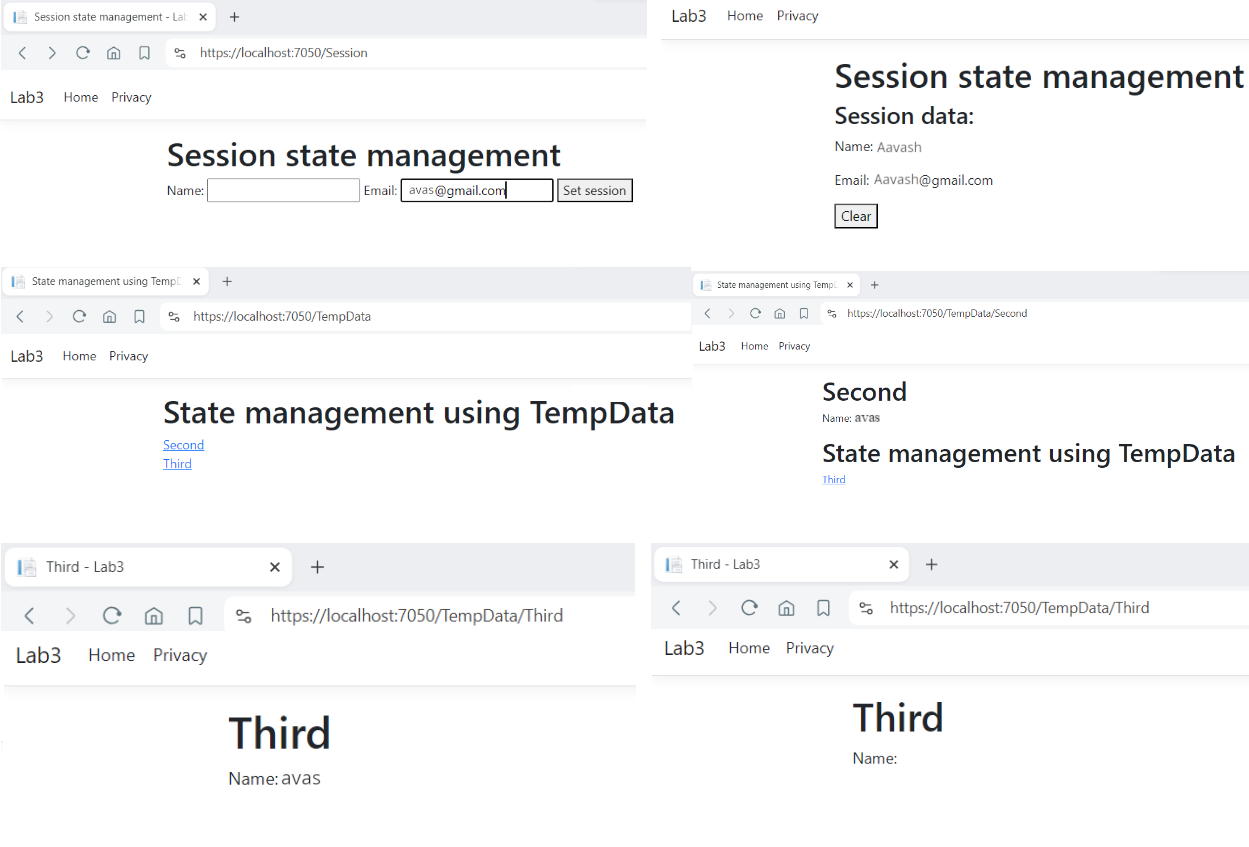 Session state management - Lab
https://localhost:7050/Session
Lab3 Home Privacy
Session state management
Name: Email: avas@gmail.com Set session
Lab3 Home Privacy
Session state management
Session data:
Name: Aavash
Email: Aavash@gmail.com
Clear
State management using TempD
https://localhost:7050/TempData
Lab3 Home Privacy
State management using TempData
Second
Third
State management using TempD
https://localhost:7050/TempData/Second
Lab3 Home Privacy
Second
Name: avas
State management using TempData
Third
Third - Lab3
https://localhost:7050/TempData/Third
Lab3 Home Privacy
Third
Name: avas
Third - Lab3
https://localhost:7050/TempData/Third
Lab3 Home Privacy
Third
Name: